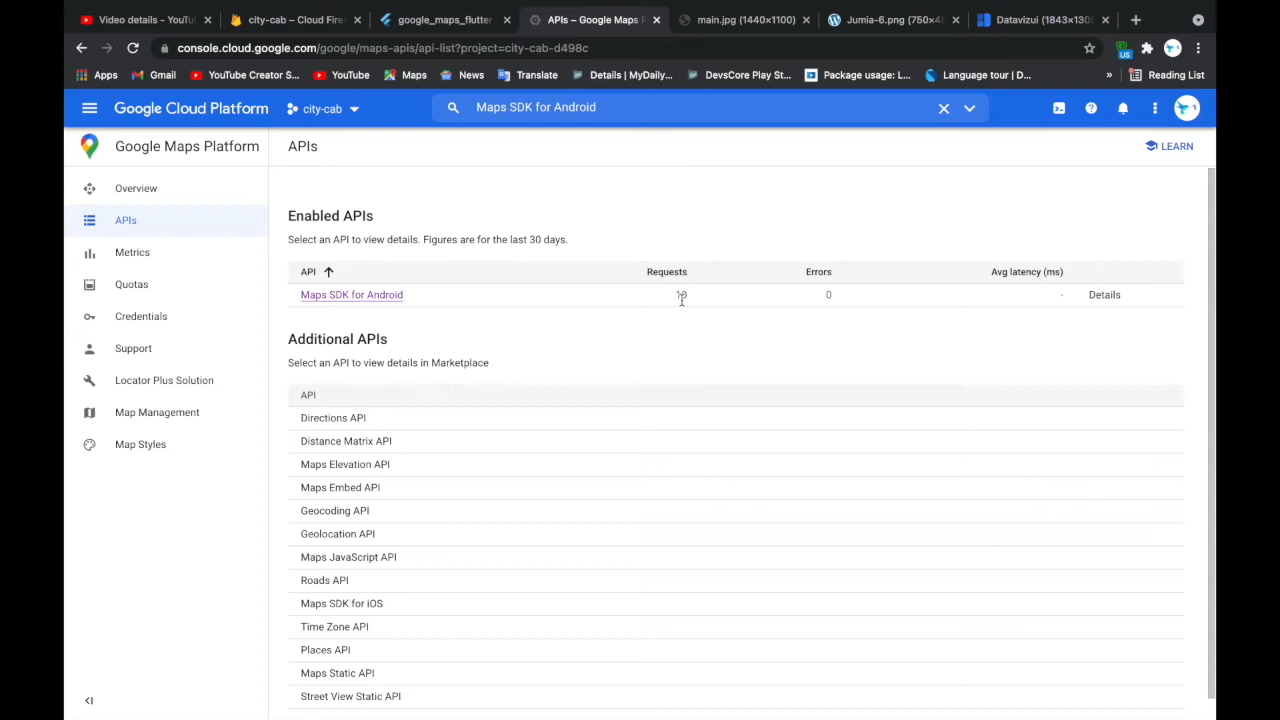 Video details - YouTu
city-cab – Cloud Fires
google_maps_flutter
APIs – Google Maps P
main.jpg (1440×1100)
Jumia-6.png (750×48
Datavizui (1843×1305
console.cloud.google.com/google/maps-apis/api-list?project=city-cab-d498c
US
Apps
Gmail
YouTube Creator S...
YouTube
Maps
News
Translate
Details | MyDaily...
DevsCore Play St...
Package usage: L...
Language tour | D...
»
Reading List
Google Cloud Platform
city-cab
Maps SDK for Android
Google Maps Platform
APIs
LEARN
Overview
APIs
Metrics
Quotas
Credentials
Support
Locator Plus Solution
Map Management
Map Styles
Enabled APIs
Select an API to view details. Figures are for the last 30 days.
API Requests Errors Avg latency (ms)
Maps SDK for Android 0 - Details
Additional APIs
Select an API to view details in Marketplace
API
Directions API
Distance Matrix API
Maps Elevation API
Maps Embed API
Geocoding API
Geolocation API
Maps JavaScript API
Roads API
Maps SDK for iOS
Time Zone API
Places API
Maps Static API
Street View Static API